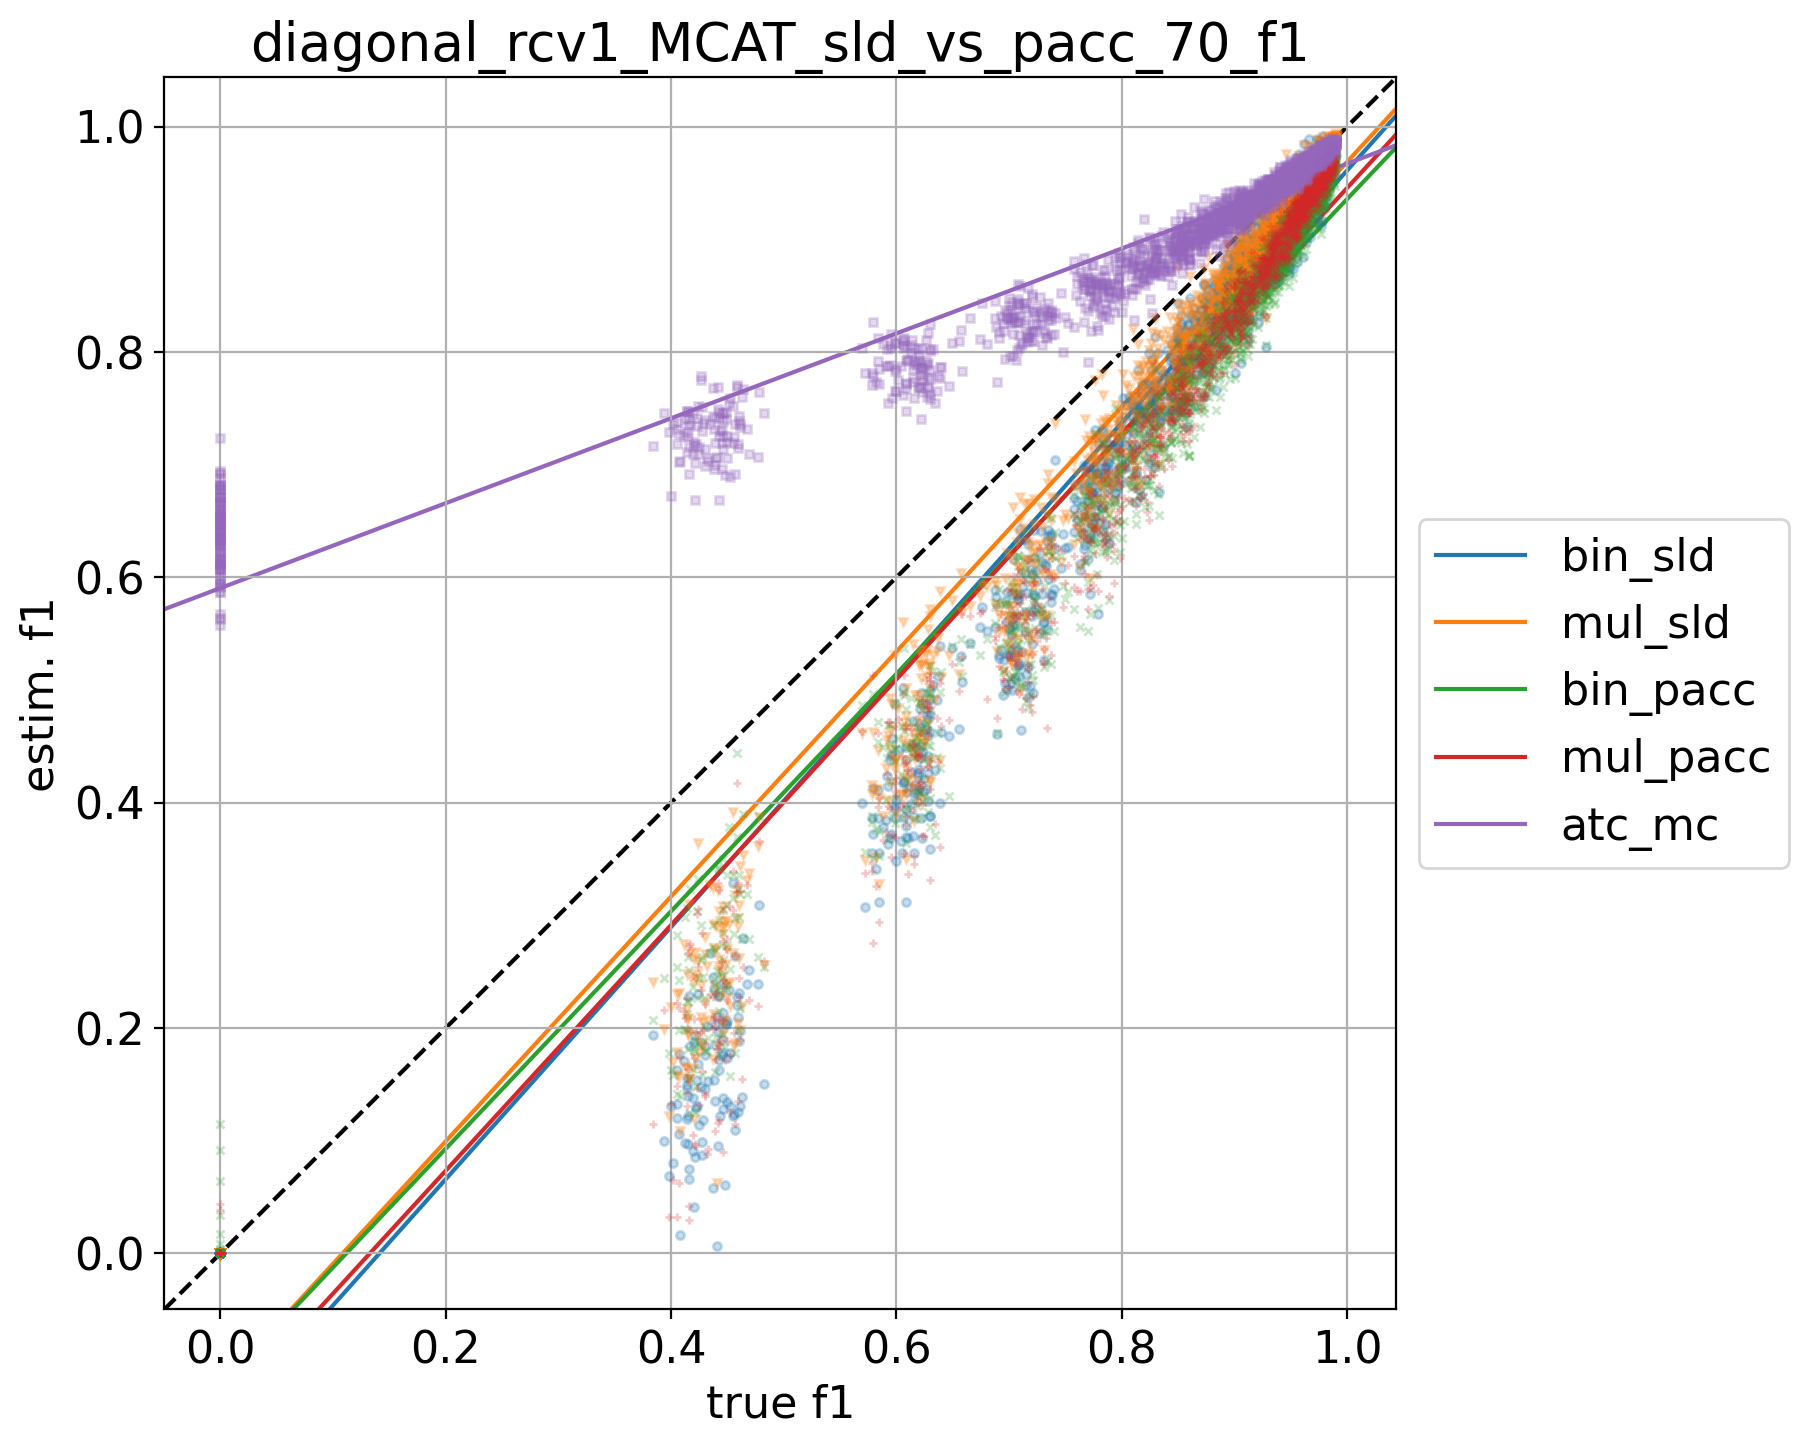 diagonal_rcv1_MCAT_sld_vs_pacc_70_f1
1.0
0.8
0.6
0.4
0.2
0.0
estim. f1
0.0 0.2 0.4 0.6 0.8 1.0
true f1
bin_sld
mul_sld
bin_pacc
mul_pacc
atc_mc